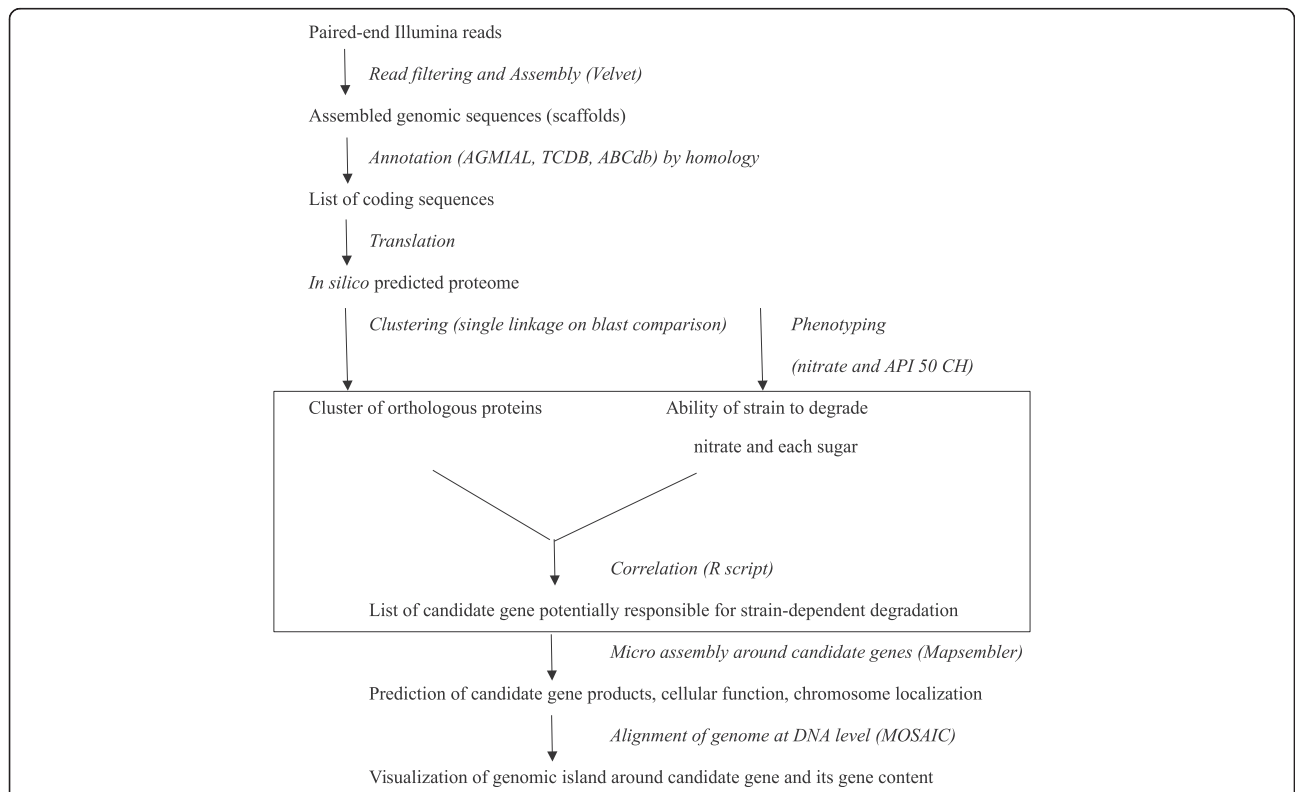 Paired-end Illumina reads
Read filtering and Assembly (Velvet)
Assembled genomic sequences (scaffolds)
Annotation (AGMIAL, TCDB, ABCdb) by homology
List of coding sequences
Translation
In silico predicted proteome
Clustering (single linkage on blast comparison)
Phenotyping
(nitrate and API 50 CH)
Cluster of orthologous proteins
Ability of strain to degrade
nitrate and each sugar
Correlation (R script)
List of candidate gene potentially responsible for strain-dependent degradation
Micro assembly around candidate genes (Mapsembler)
Prediction of candidate gene products, cellular function, chromosome localization
Alignment of genome at DNA level (MOSAIC)
Visualization of genomic island around candidate gene and its gene content